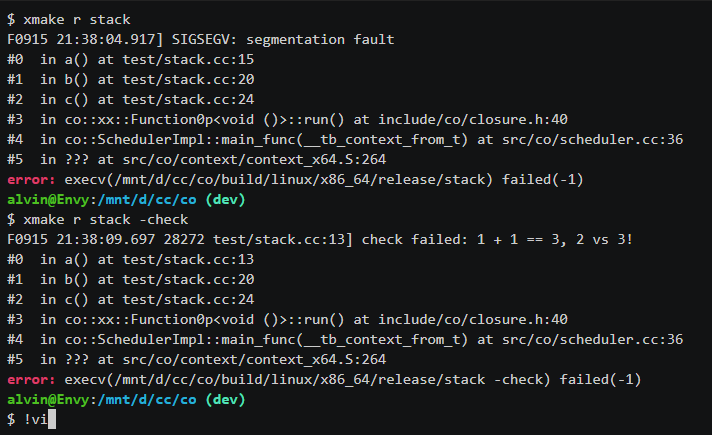 $ xmake r stack
F0915 21:38:04.917] SIGSEGV: segmentation fault
#0  in a() at test/stack.cc:15
#1  in b() at test/stack.cc:20
#2  in c() at test/stack.cc:24
#3  in co::xx::Function0p<void ()>::run() at include/co/closure.h:40
#4  in co::SchedulerImpl::main_func(__tb_context_from_t) at src/co/scheduler.cc:36
#5  in ??? at src/co/context/context_x64.S:264
error: execv(/mnt/d/cc/co/build/linux/x86_64/release/stack) failed(-1)
alvin@Envy:/mnt/d/cc/co (dev)
$ xmake r stack -check
F0915 21:38:09.697 28272 test/stack.cc:13] check failed: 1 + 1 == 3, 2 vs 3!
#0  in a() at test/stack.cc:13
#1  in b() at test/stack.cc:20
#2  in c() at test/stack.cc:24
#3  in co::xx::Function0p<void ()>::run() at include/co/closure.h:40
#4  in co::SchedulerImpl::main_func(__tb_context_from_t) at src/co/scheduler.cc:36
#5  in ??? at src/co/context/context_x64.S:264
error: execv(/mnt/d/cc/co/build/linux/x86_64/release/stack -check) failed(-1)
alvin@Envy:/mnt/d/cc/co (dev)
$ !vi